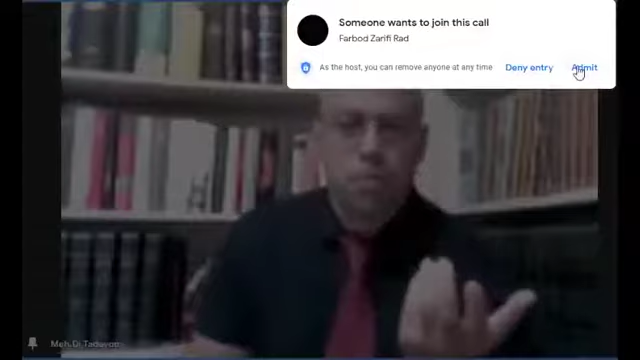 Someone wants to join this call
Farbod Zarifi Rad
As the host, you can remove anyone at any time
Deny entry
Admit